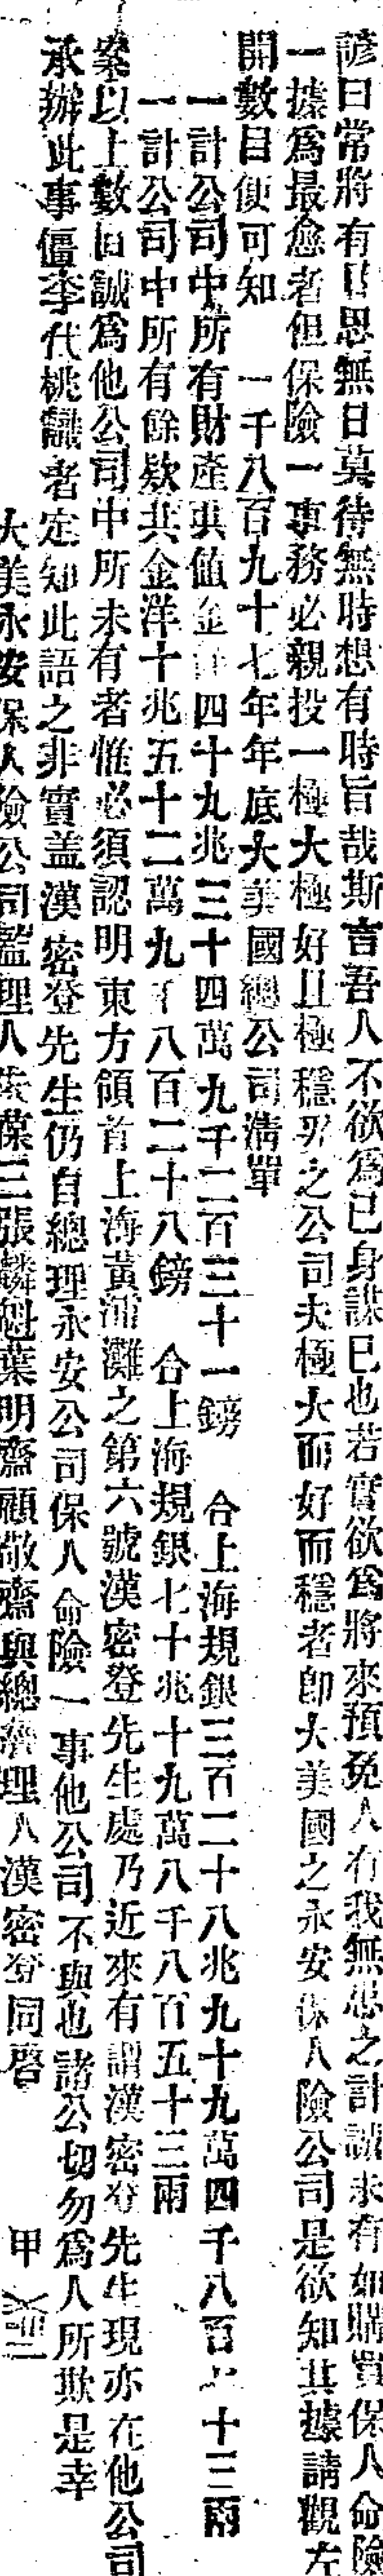 諺曰常將有日思無日莫待無時想有時旨哉斯言吾人不欲爲己身謀已也若實欲爲將來預免人有我無患之計誠未有如購買保人命險
一據爲最愈者但保險一事務必親投一極大極好且極穩妥之公司夫極大而好而穩者卽大美國之永安保人險公司是欲知其據請觀左
開數目便可知　一千八百九十七年年底大美國總公司淸單
一計公司中所有財產共値金洋四十九兆三十四萬九千二百三十一鎊　合上海規銀三百二十八兆九十九萬四千八百十三兩
一計公司中所有餘欵共金洋十兆五十二萬九千八百二十八鎊　合上海規銀七十兆十九萬八千八百五十三兩
案以上數目誠爲他公司中所未有者惟必須認明東方領首上海黃浦灘之第六號漢密登先生處乃近來有謂漢密登先生現亦在他公司
承辦此事僵李代桃識者定知此語之非實盖漢密登先生仍自總理永安公司保人命險一事他公司不與也諸公切勿爲人所欺是幸
大美永安保人險公司監理人葆三張麟魁葉明齋顧敬齋與總經理人漢密登同啓　甲